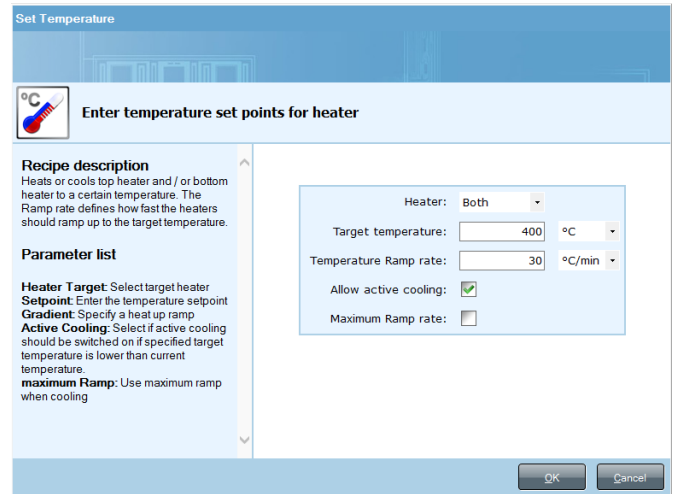 Set Temperature
°C
Enter temperature set points for heater
Recipe description
Heats or cools top heater and / or bottom
heater to a certain temperature. The
Ramp rate defines how fast the heaters
should ramp up to the target temperature.
Parameter list
Heater Target: Select target heater
Setpoint: Enter the temperature setpoint
Gradient: Specify a heat up ramp
Active Cooling: Select if active cooling
should be switched on if specified target
temperature is lower than current
temperature.
maximum Ramp: Use maximum ramp
when cooling
Heater: Both
Target temperature: 400 °C
Temperature Ramp rate: 30 °C/min
Allow active cooling:
Maximum Ramp rate:
OK Cancel